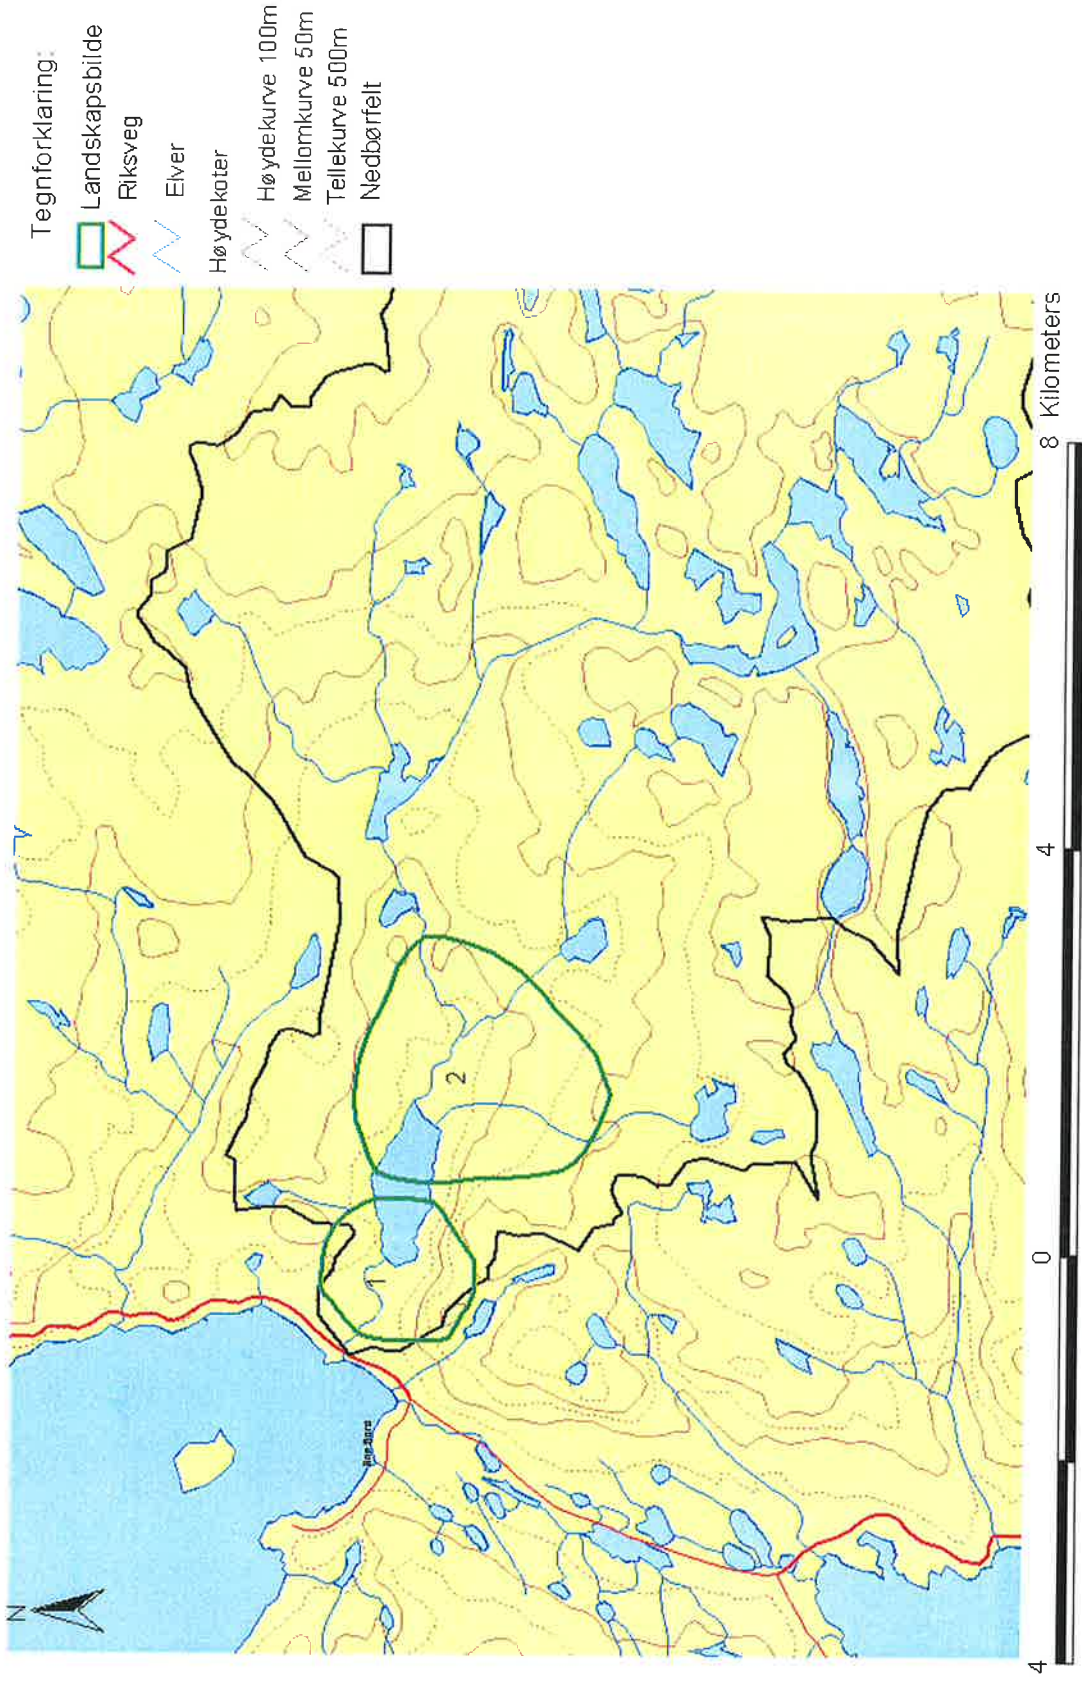 Tegnforklaring:
Landskapsbilde
Riksveg
Elver
Høydekoter
Høydekurve 100m
Mellomkurve 50m
Tellekurve 500m
Nedbørfelt
N
1
2
4
0
4
8 Kilometers